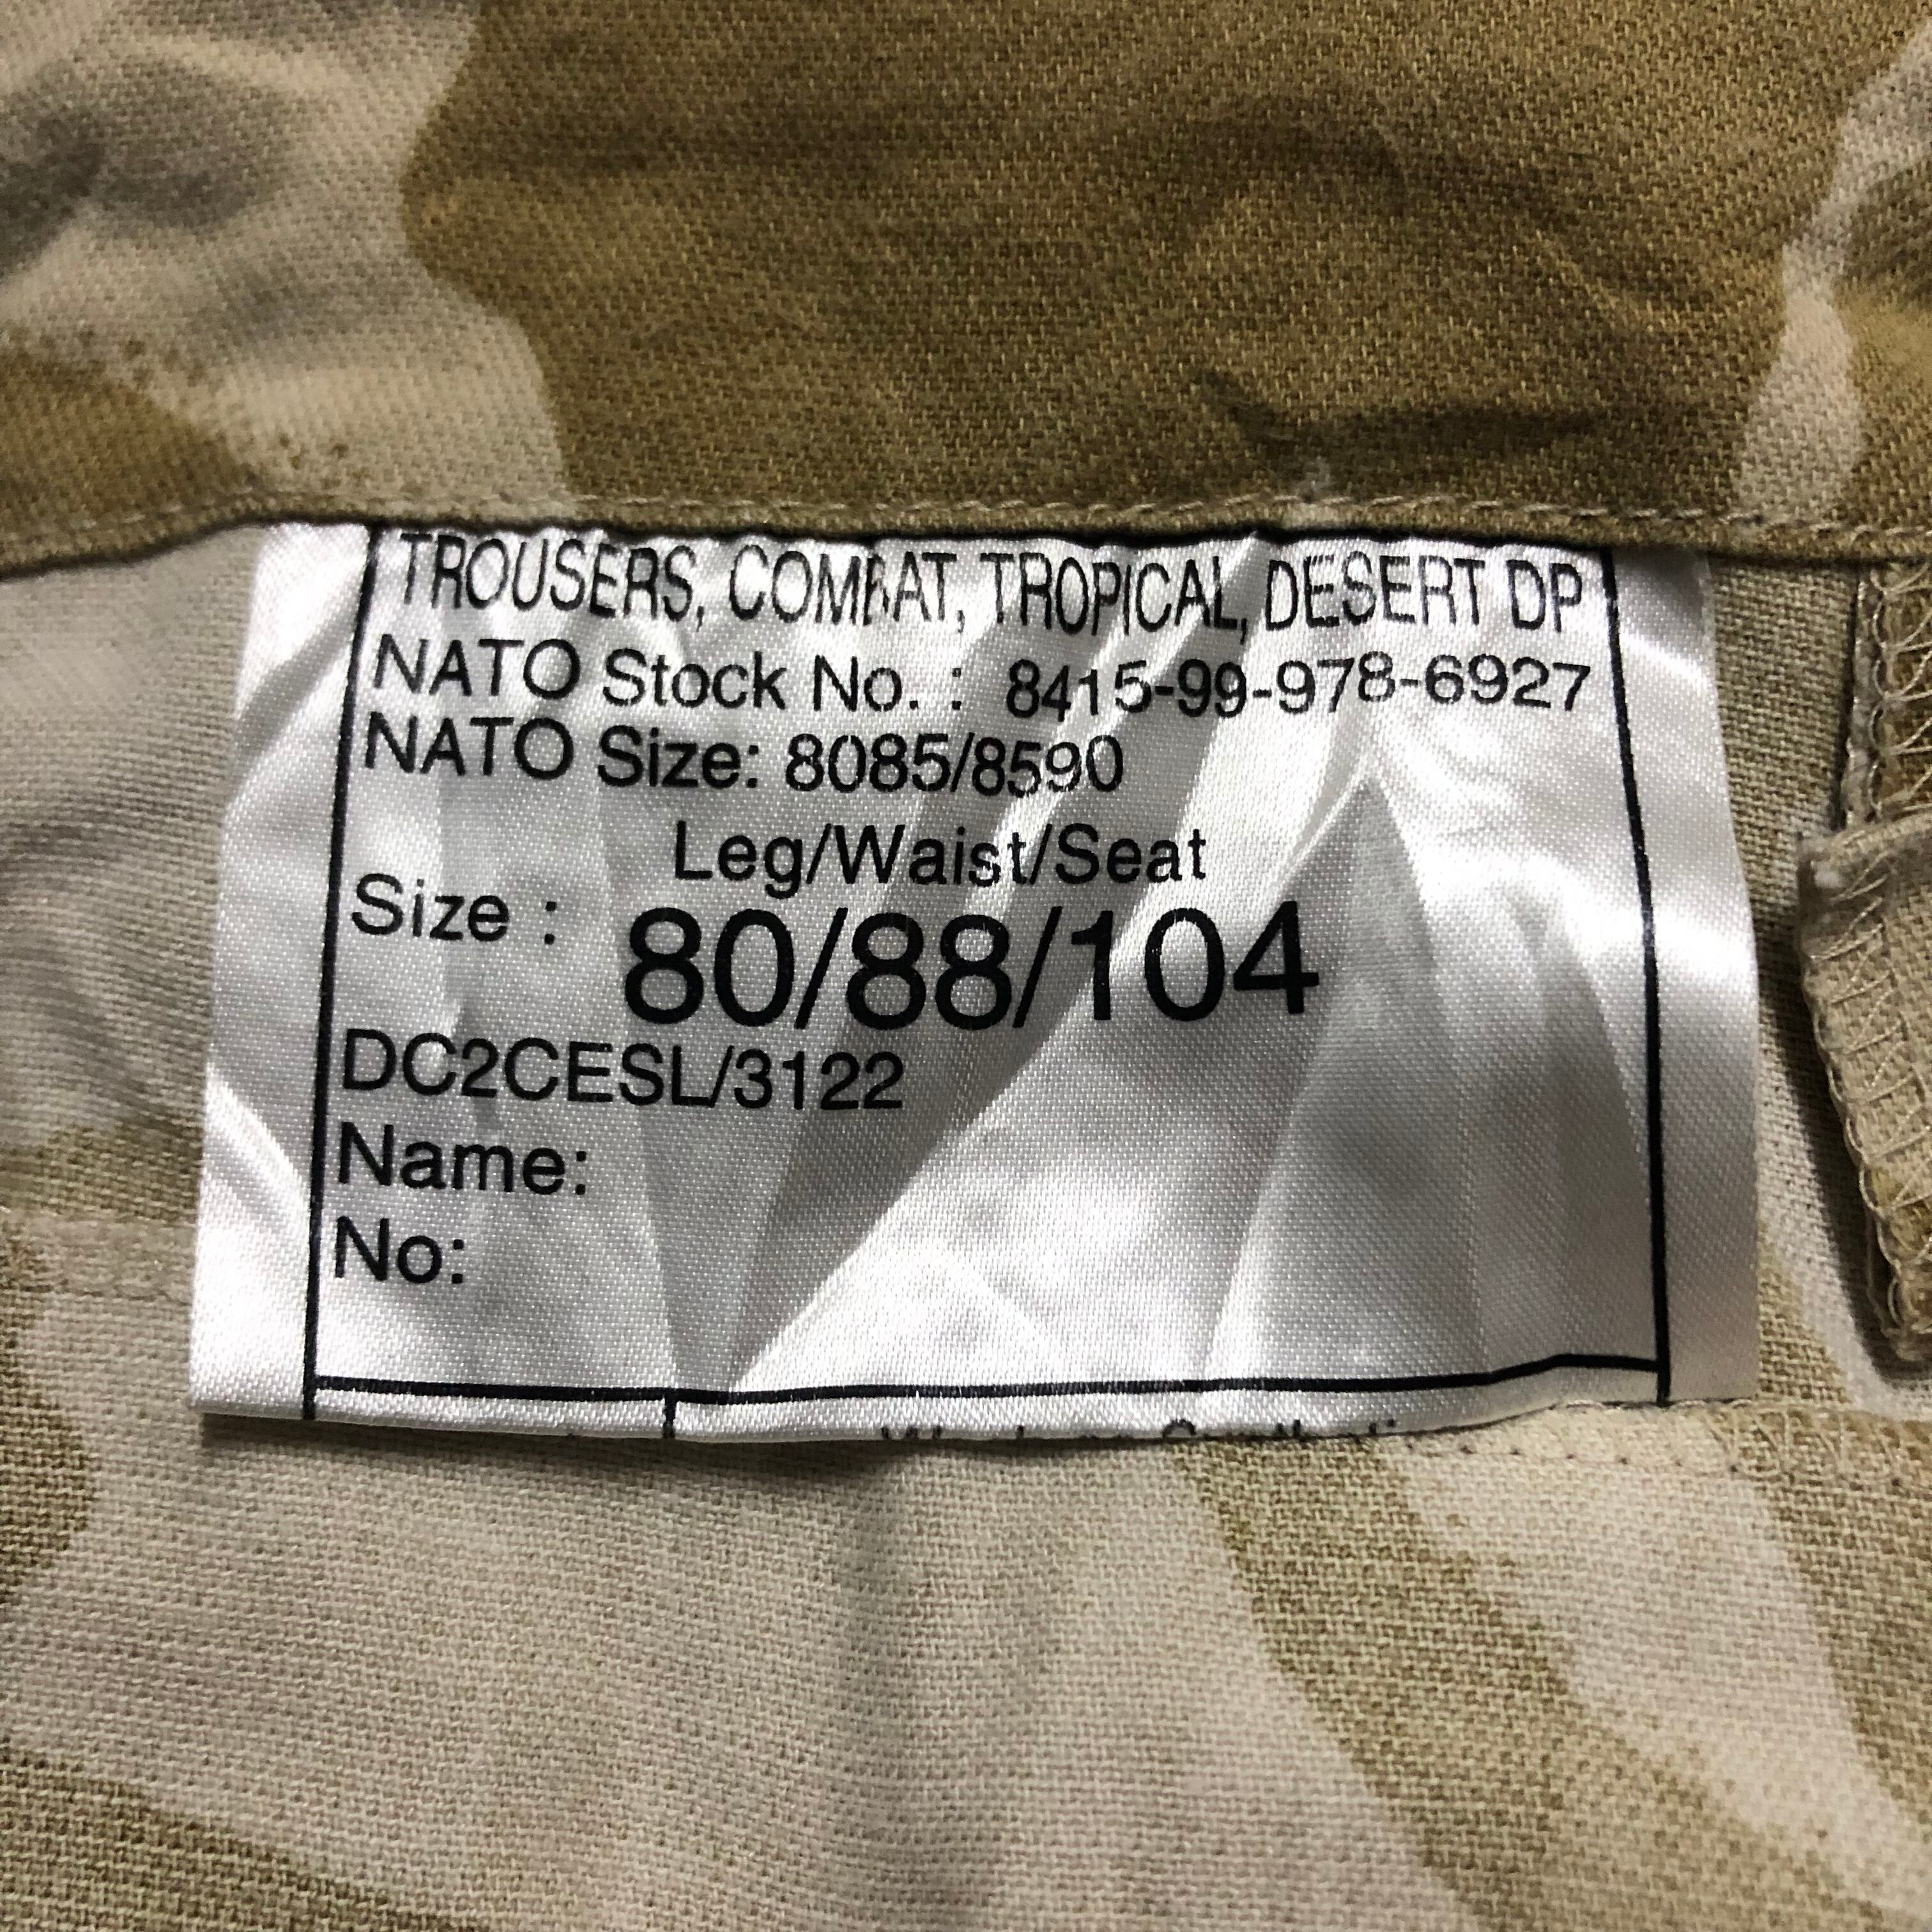 TROUSERS, COMBAT, TROPICAL, DESERT DP
NATO Stock No. : 8415-99-978-6927
NATO Size: 8085/8590
Leg/Waist/Seat
Size : 80/88/104
DC2CESL/3122
Name:
No: